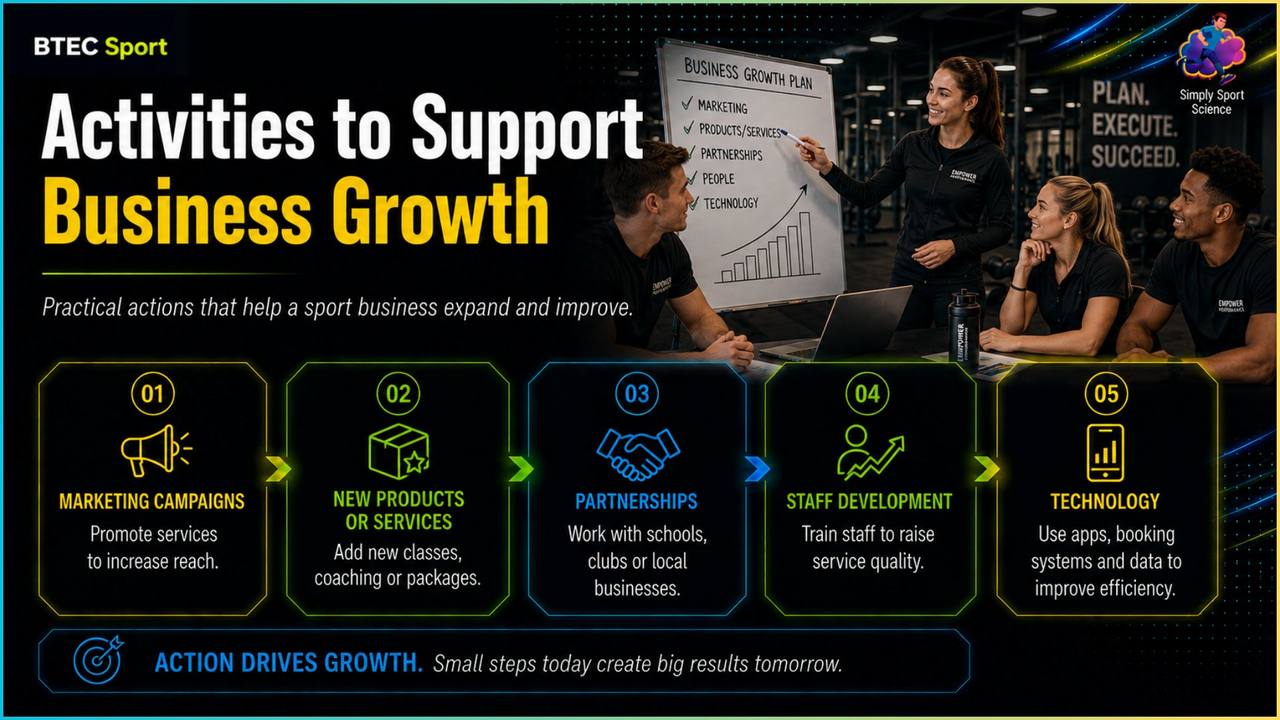 BTEC Sport
Activities to Support
Business Growth
Practical actions that help a sport business expand and improve.
BUSINESS GROWTH PLAN
✓ MARKETING
✓ PRODUCTS/SERVICES
✓ PARTNERSHIPS
✓ PEOPLE
✓ TECHNOLOGY
PLAN.
EXECUTE.
SUCCEED.
Simply Sport
Science
EMPOWER
EMPOWER
EMPOWER
01
MARKETING CAMPAIGNS
Promote services
to increase reach.
02
NEW PRODUCTS
OR SERVICES
Add new classes,
coaching or packages.
03
PARTNERSHIPS
Work with schools,
clubs or local
businesses.
04
STAFF DEVELOPMENT
Train staff to raise
service quality.
05
TECHNOLOGY
Use apps, booking
systems and data to
improve efficiency.
ACTION DRIVES GROWTH. Small steps today create big results tomorrow.